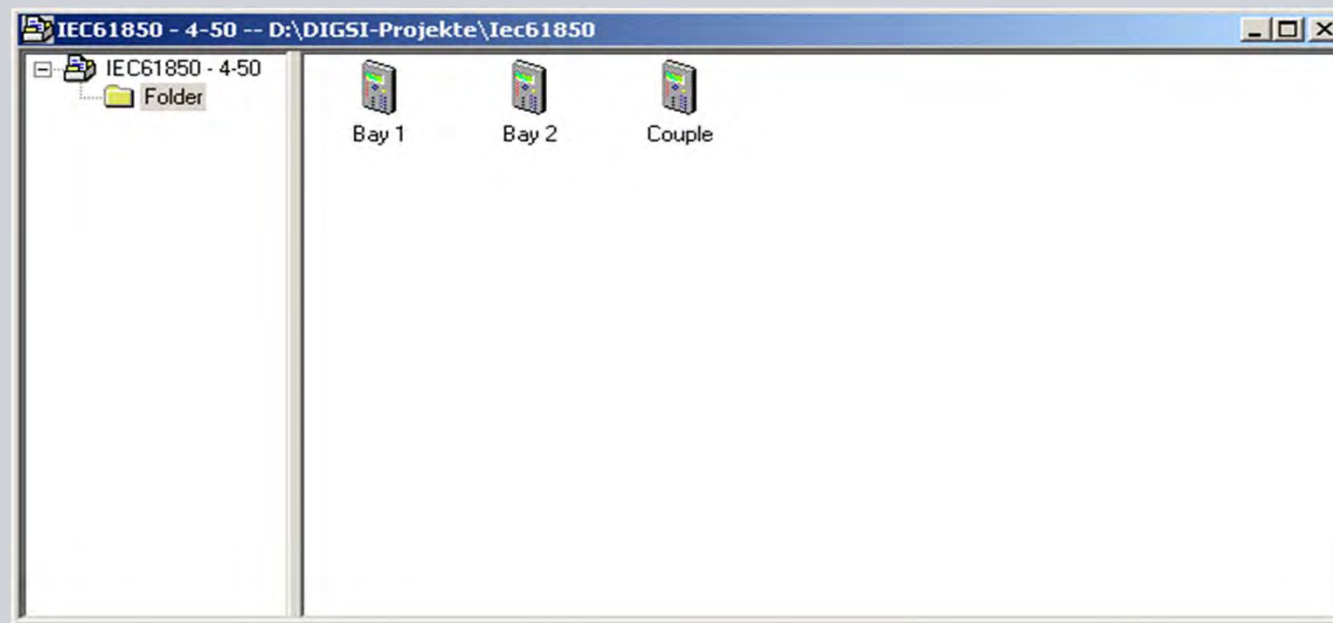 IEC61850 - 4-50 -- D:\DIGSI-Projekte\Iec61850
IEC61850 - 4-50
Folder
Bay 1
Bay 2
Couple